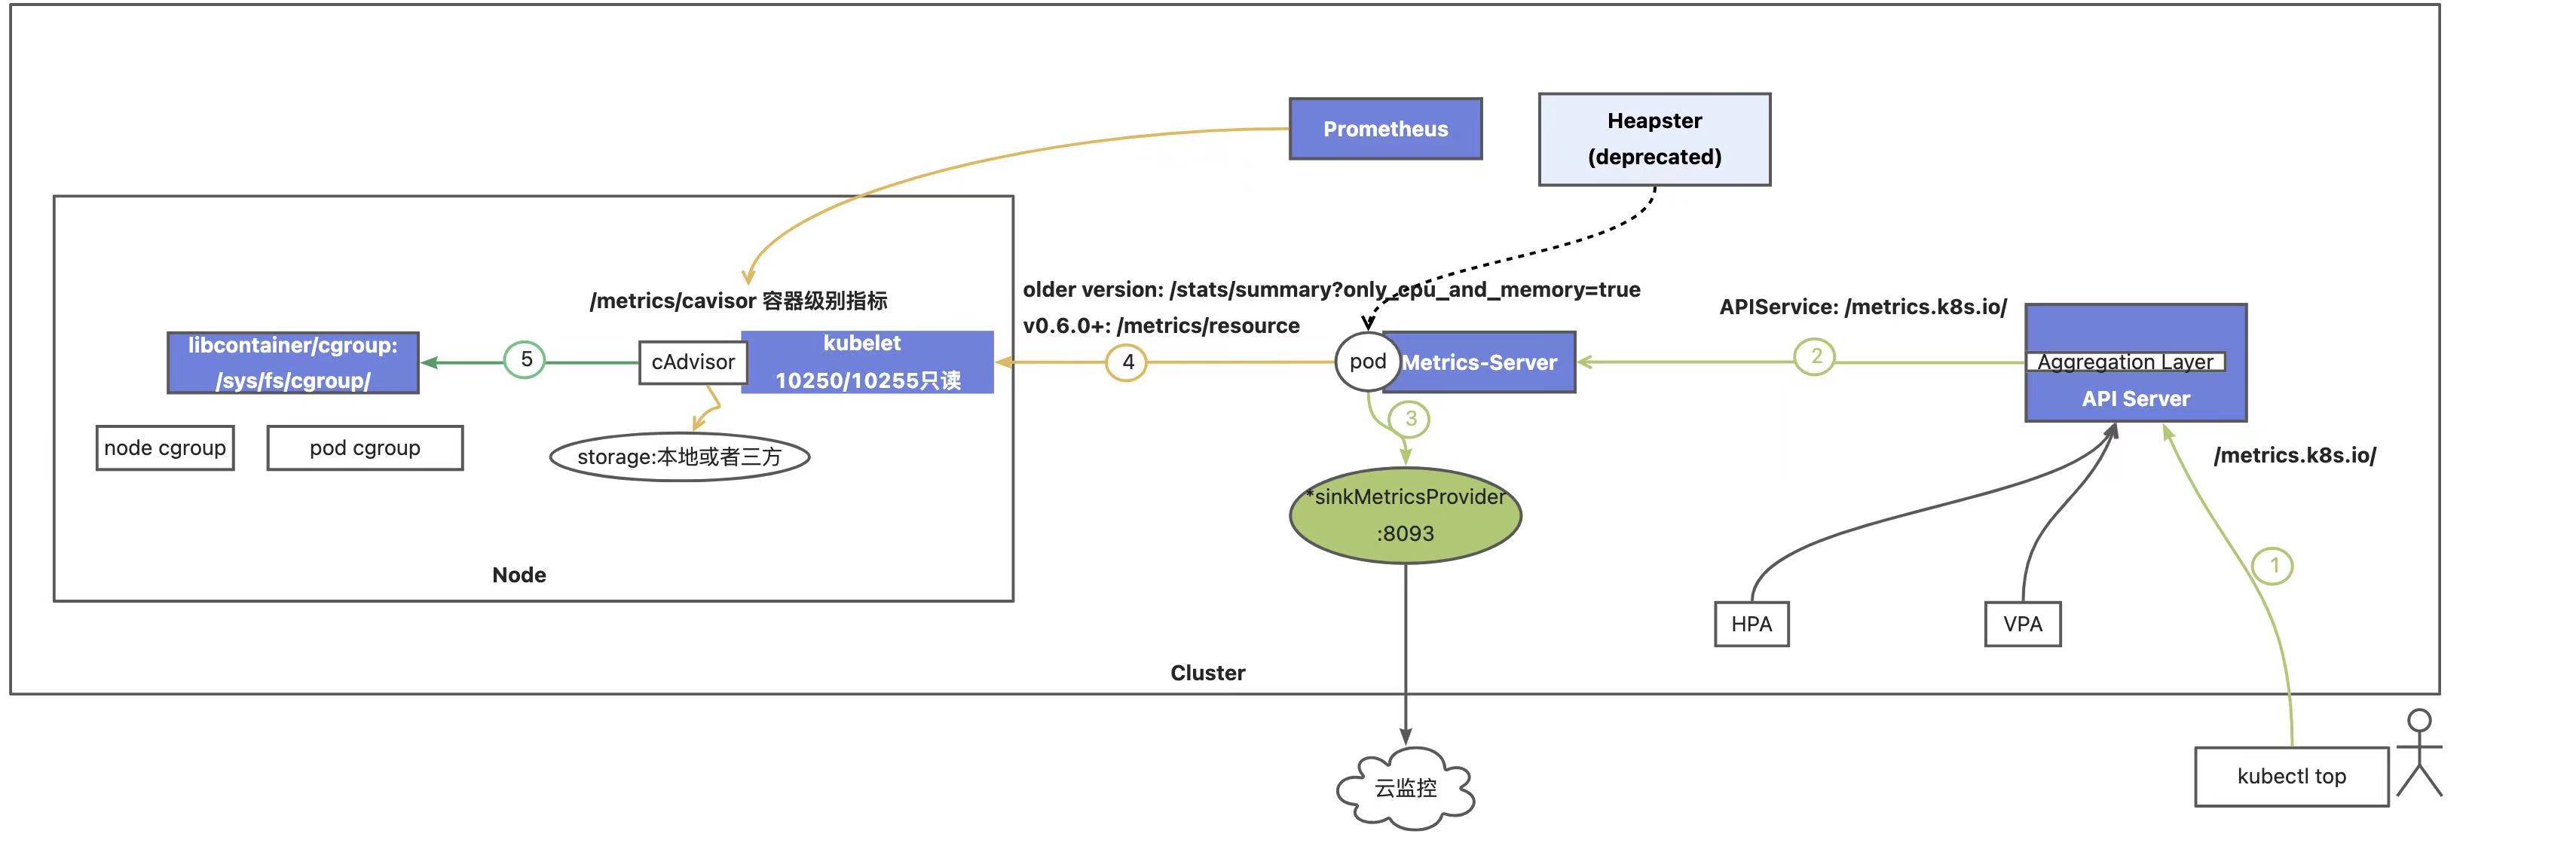 Prometheus
Heapster
(deprecated)
/metrics/cavisor 容器级别指标
older version: /stats/summary?only_cpu_and_memory=true
v0.6.0+: /metrics/resource
APIService: /metrics.k8s.io/
libcontainer/cgroup:
/sys/fs/cgroup/
5
cAdvisor
kubelet
10250/10255只读
4
pod
Metrics-Server
2
Aggregation Layer
API Server
3
node cgroup
pod cgroup
storage:本地或者三方
*sinkMetricsProvider
:8093
/metrics.k8s.io/
1
Node
HPA
VPA
Cluster
云监控
kubectl top